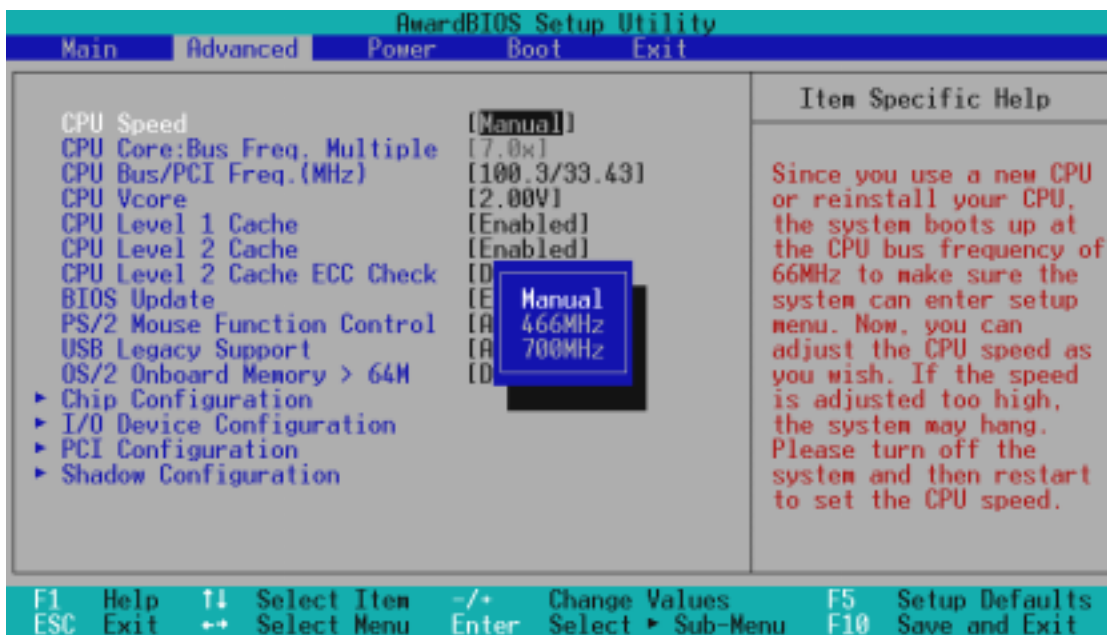 AwardBIOS Setup Utility
Main Advanced Power Boot Exit
CPU Speed [Manual]
CPU Core:Bus Freq. Multiple [7.0x]
CPU Bus/PCI Freq.(MHz) [100.3/33.43]
CPU Vcore [2.00V]
CPU Level 1 Cache [Enabled]
CPU Level 2 Cache [Enabled]
CPU Level 2 Cache ECC Check [D
BIOS Update [E
PS/2 Mouse Function Control [A
USB Legacy Support [A
OS/2 Onboard Memory > 64M [D
▶ Chip Configuration
▶ I/O Device Configuration
▶ PCI Configuration
▶ Shadow Configuration
Manual
466MHz
700MHz
Item Specific Help
Since you use a new CPU
or reinstall your CPU,
the system boots up at
the CPU bus frequency of
66MHz to make sure the
system can enter setup
menu. Now, you can
adjust the CPU speed as
you wish. If the speed
is adjusted too high,
the system may hang.
Please turn off the
system and then restart
to set the CPU speed.
F1 Help ↑↓ Select Item -/+ Change Values F5 Setup Defaults
ESC Exit ←→ Select Menu Enter Select ▶ Sub-Menu F10 Save and Exit